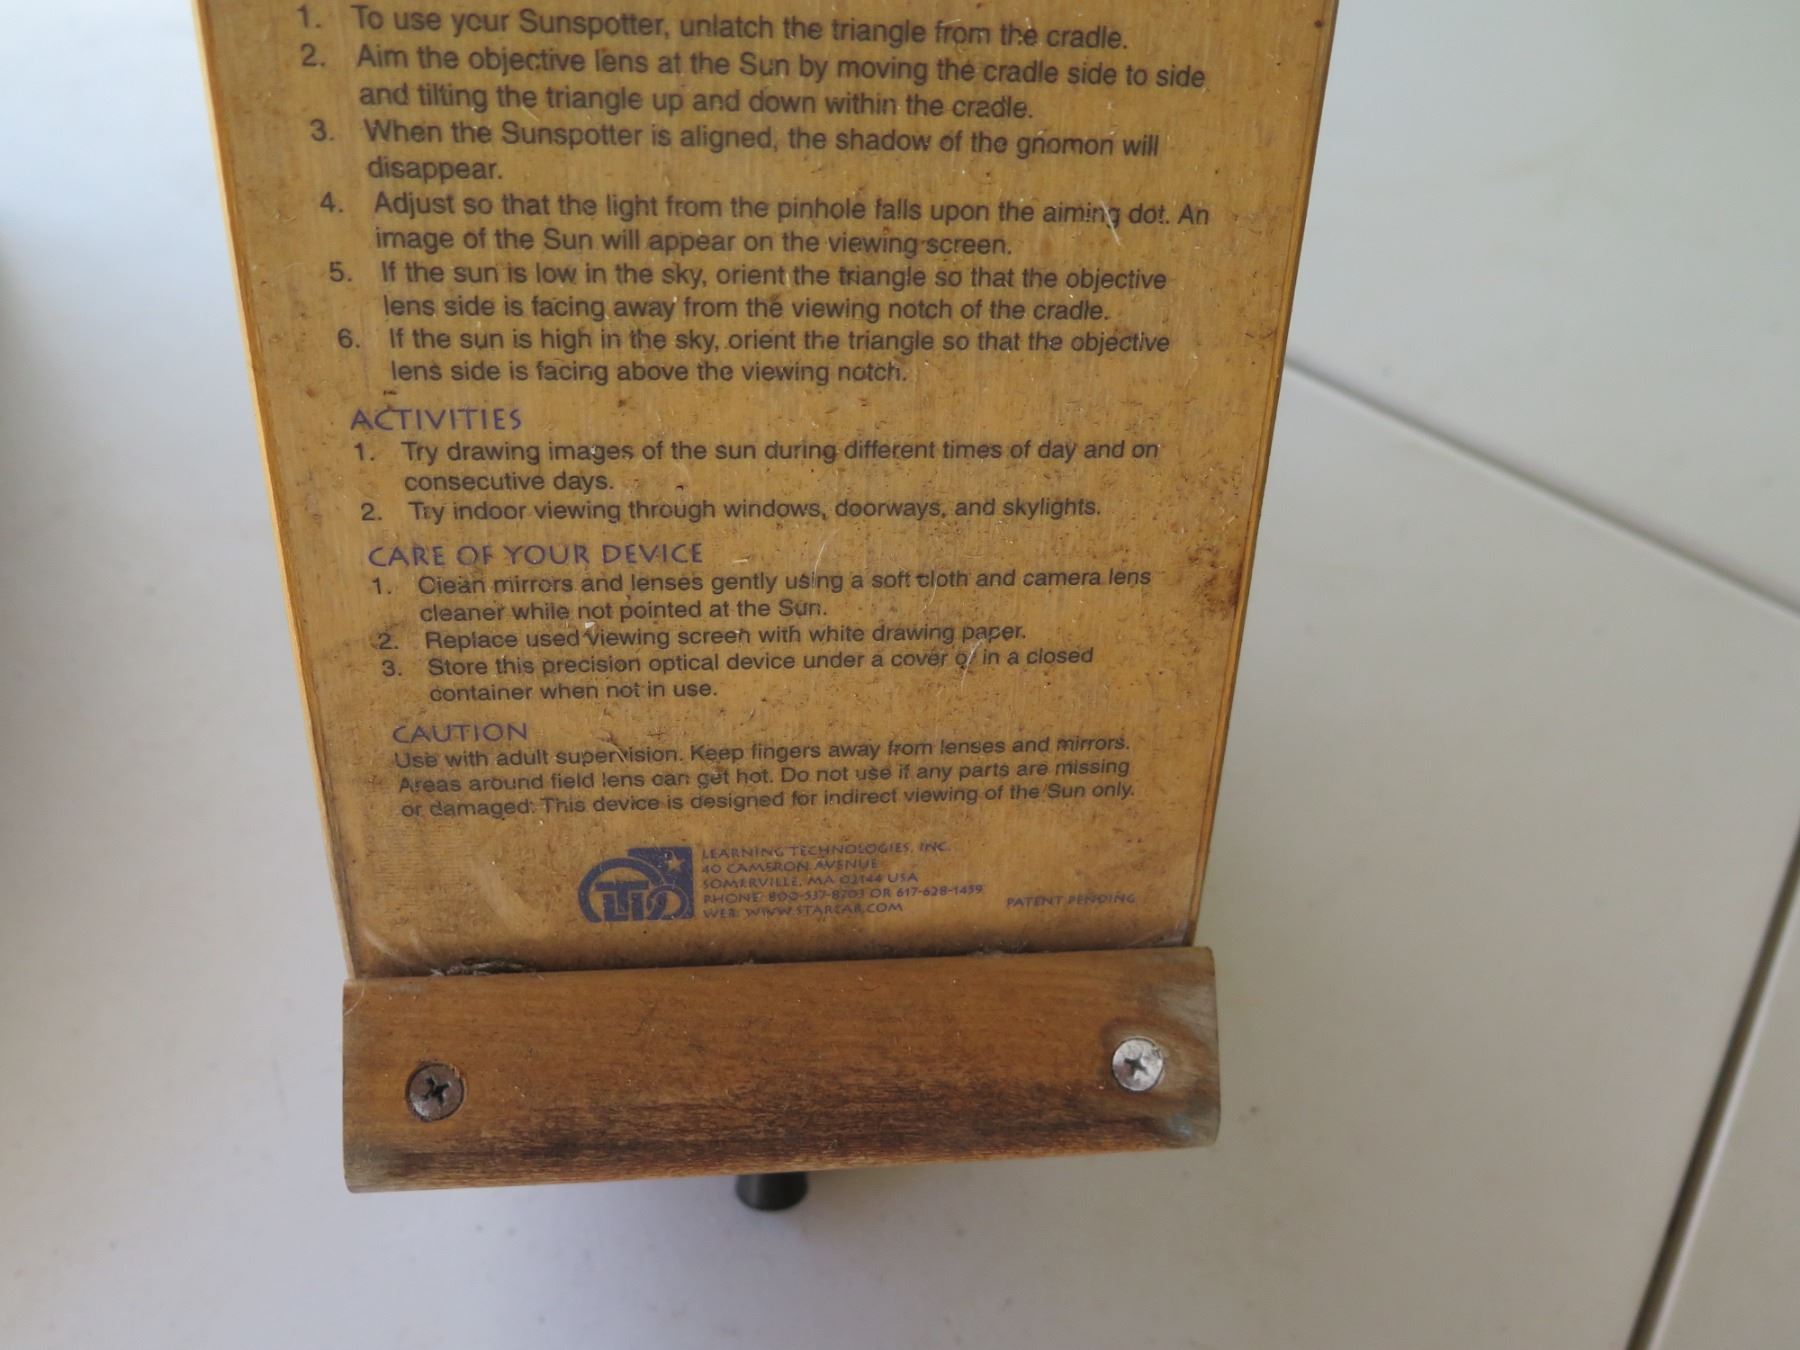 1. To use your Sunspotter, unlatch the triangle from the cradle.
2. Aim the objective lens at the Sun by moving the cradle side to side
and tilting the triangle up and down within the cradle.
3. When the Sunspotter is aligned, the shadow of the gnomon will
disappear.
4. Adjust so that the light from the pinhole falls upon the aiming dot. An
image of the Sun will appear on the viewing screen.
5. If the sun is low in the sky, orient the triangle so that the objective
lens side is facing away from the viewing notch of the cradle.
6. If the sun is high in the sky, orient the triangle so that the objective
lens side is facing above the viewing notch.
ACTIVITIES
1. Try drawing images of the sun during different times of day and on
consecutive days.
2. Try indoor viewing through windows, doorways, and skylights.
CARE OF YOUR DEVICE
1. Clean mirrors and lenses gently using a soft cloth and camera lens
cleaner while not pointed at the Sun.
2. Replace used viewing screen with white drawing paper.
3. Store this precision optical device under a cover or in a closed
container when not in use.
CAUTION
Use with adult supervision. Keep fingers away from lenses and mirrors.
Areas around field lens can get hot. Do not use if any parts are missing
or damaged. This device is designed for indirect viewing of the Sun only.
LTI
LEARNING TECHNOLOGIES, INC.
40 CAMERON AVENUE
SOMERVILLE, MA 02144 USA
PHONE: 800-537-8703 OR 617-628-1459
WEB: WWW.STARLAB.COM
PATENT PENDING